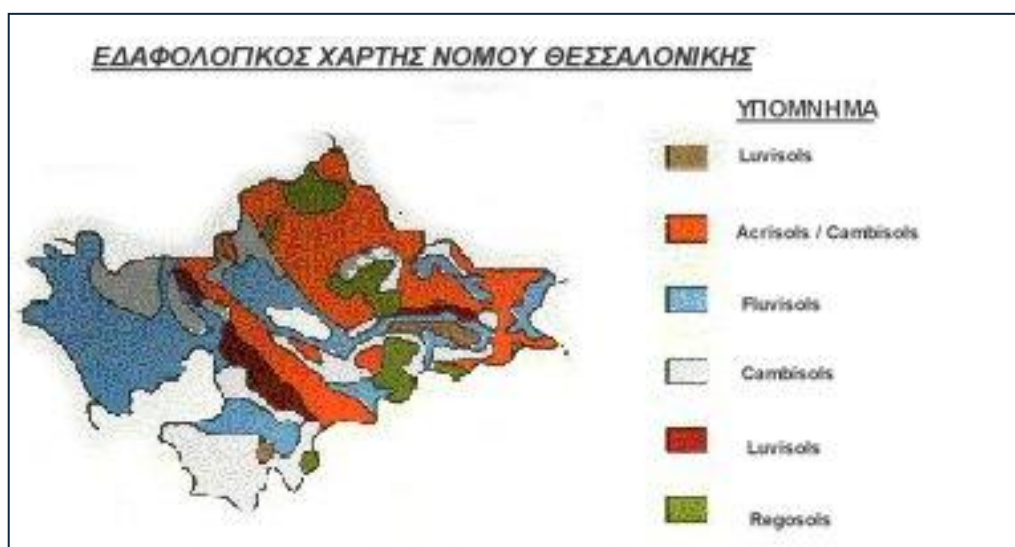 ΕΔΑΦΟΛΟΓΙΚΟΣ ΧΑΡΤΗΣ ΝΟΜΟΥ ΘΕΣΣΑΛΟΝΙΚΗΣ
ΥΠΟΜΝΗΜΑ
Luvisols
Acrisols / Cambisols
Fluvisols
Cambisols
Luvisols
Regosols